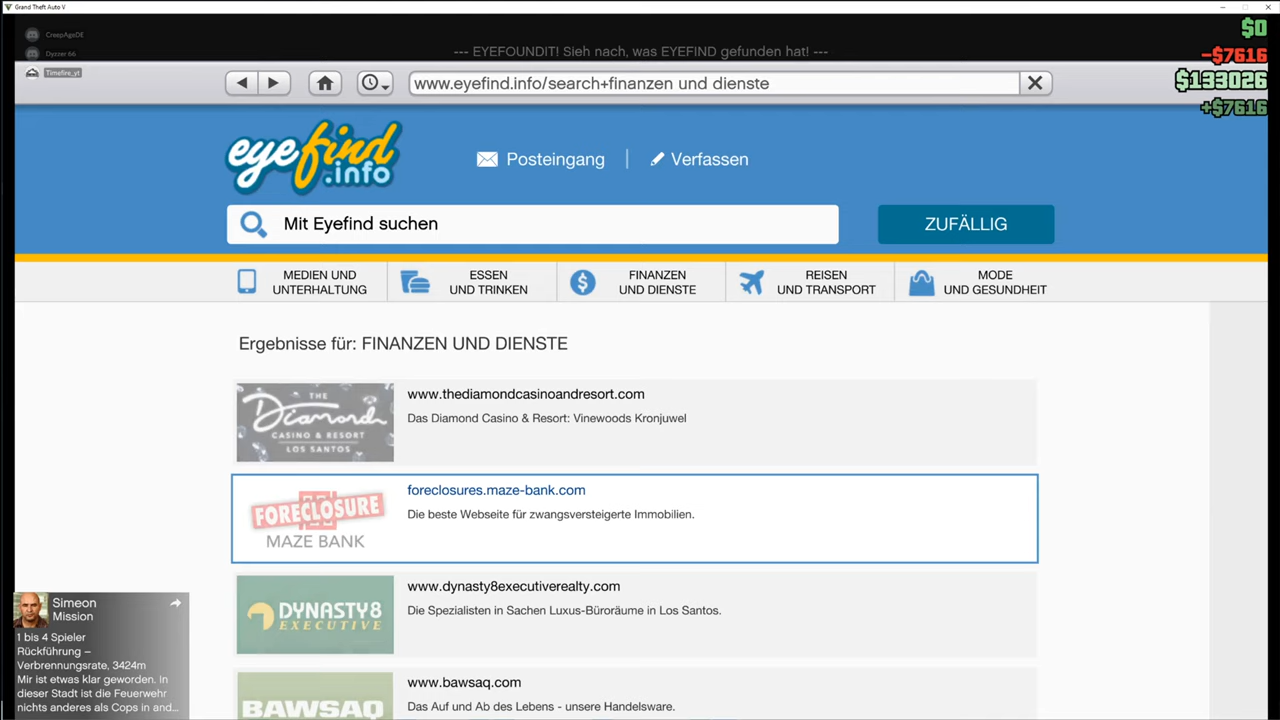 Grand Theft Auto V
CreepAgeDE
Dyzzer 66
Timefire_yt
--- EYEFOUNDIT! Sieh nach, was EYEFIND gefunden hat! ---
$0
-$7616
$133026
+$7616
www.eyefind.info/search+finanzen und dienste
eyefind.info
Posteingang | Verfassen
Mit Eyefind suchen
ZUFÄLLIG
MEDIEN UND UNTERHALTUNG
ESSEN UND TRINKEN
FINANZEN UND DIENSTE
REISEN UND TRANSPORT
MODE UND GESUNDHEIT
Ergebnisse für: FINANZEN UND DIENSTE
THE
Diamond
CASINO & RESORT
LOS SANTOS
www.thediamondcasinoandresort.com
Das Diamond Casino & Resort: Vinewoods Kronjuwel
FORECLOSURE
MAZE BANK
foreclosures.maze-bank.com
Die beste Webseite für zwangsversteigerte Immobilien.
DYNASTY8
EXECUTIVE
www.dynasty8executiverealty.com
Die Spezialisten in Sachen Luxus-Büroräume in Los Santos.
BAWSAQ
www.bawsaq.com
Das Auf und Ab des Lebens - unsere Handelsware.
Simeon
Mission
1 bis 4 Spieler
Rückführung –
Verbrennungsrate, 3424m
Mir ist etwas klar geworden. In
dieser Stadt ist die Feuerwehr
nichts anderes als Cops in and...